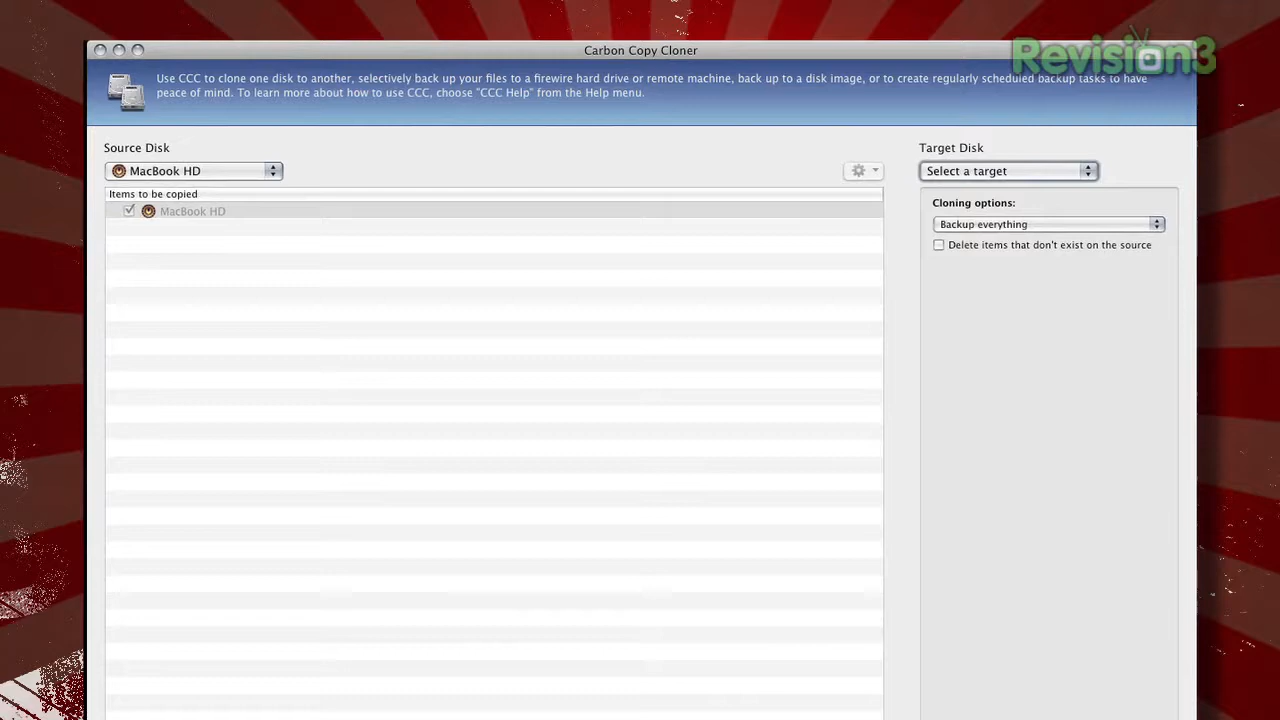 Carbon Copy Cloner
Revision3
Use CCC to clone one disk to another, selectively back up your files to a firewire hard drive or remote machine, back up to a disk image, or to create regularly scheduled backup tasks to have
peace of mind. To learn more about how to use CCC, choose "CCC Help" from the Help menu.
Source Disk
Target Disk
MacBook HD
Select a target
Items to be copied
MacBook HD
Cloning options:
Backup everything
Delete items that don't exist on the source